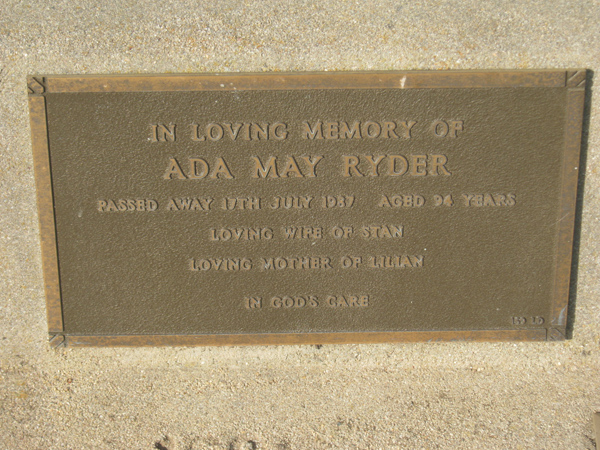 IN LOVING MEMORY OF
ADA MAY RYDER
PASSED AWAY 17TH JULY 1987 AGED 94 YEARS
LOVING WIFE OF STAN
LOVING MOTHER OF LILIAN
IN GOD'S CARE